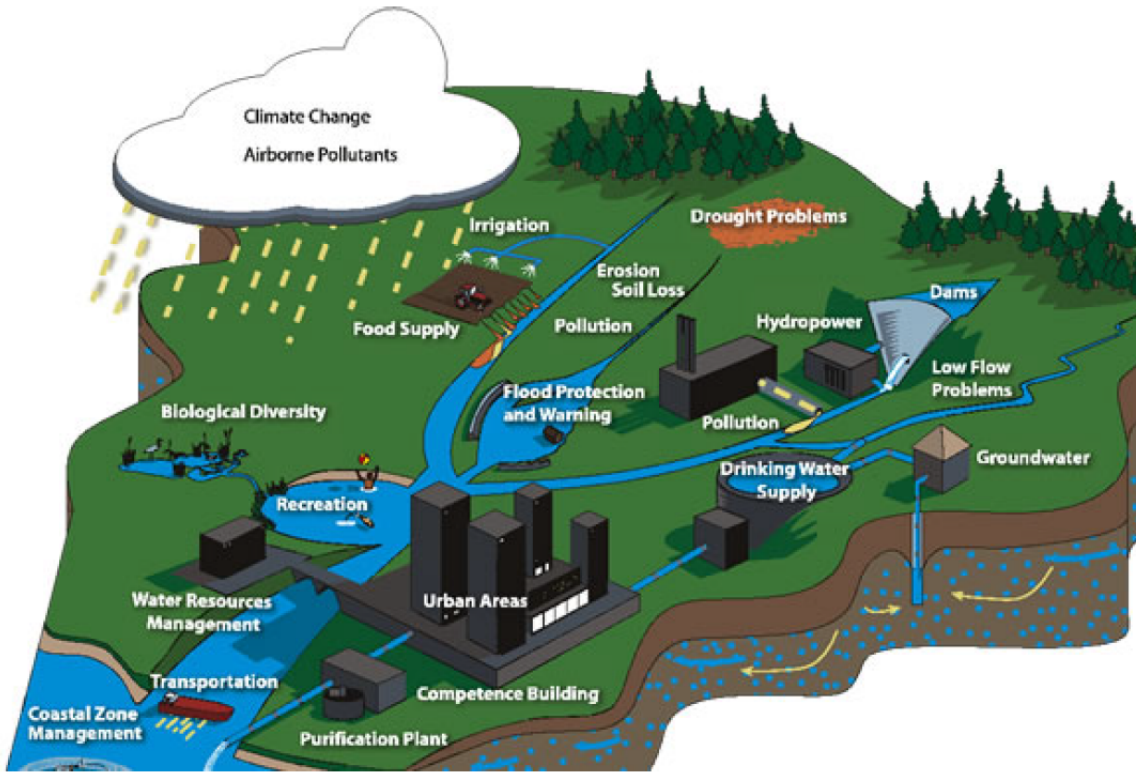 Climate Change
Airborne Pollutants
Irrigation
Drought Problems
Erosion
Soil Loss
Dams
Food Supply
Pollution
Hydropower
Low Flow
Problems
Flood Protection
and Warning
Biological Diversity
Pollution
Groundwater
Drinking Water
Supply
Recreation
Urban Areas
Water Resources
Management
Transportation
Competence Building
Coastal Zone
Management
Purification Plant